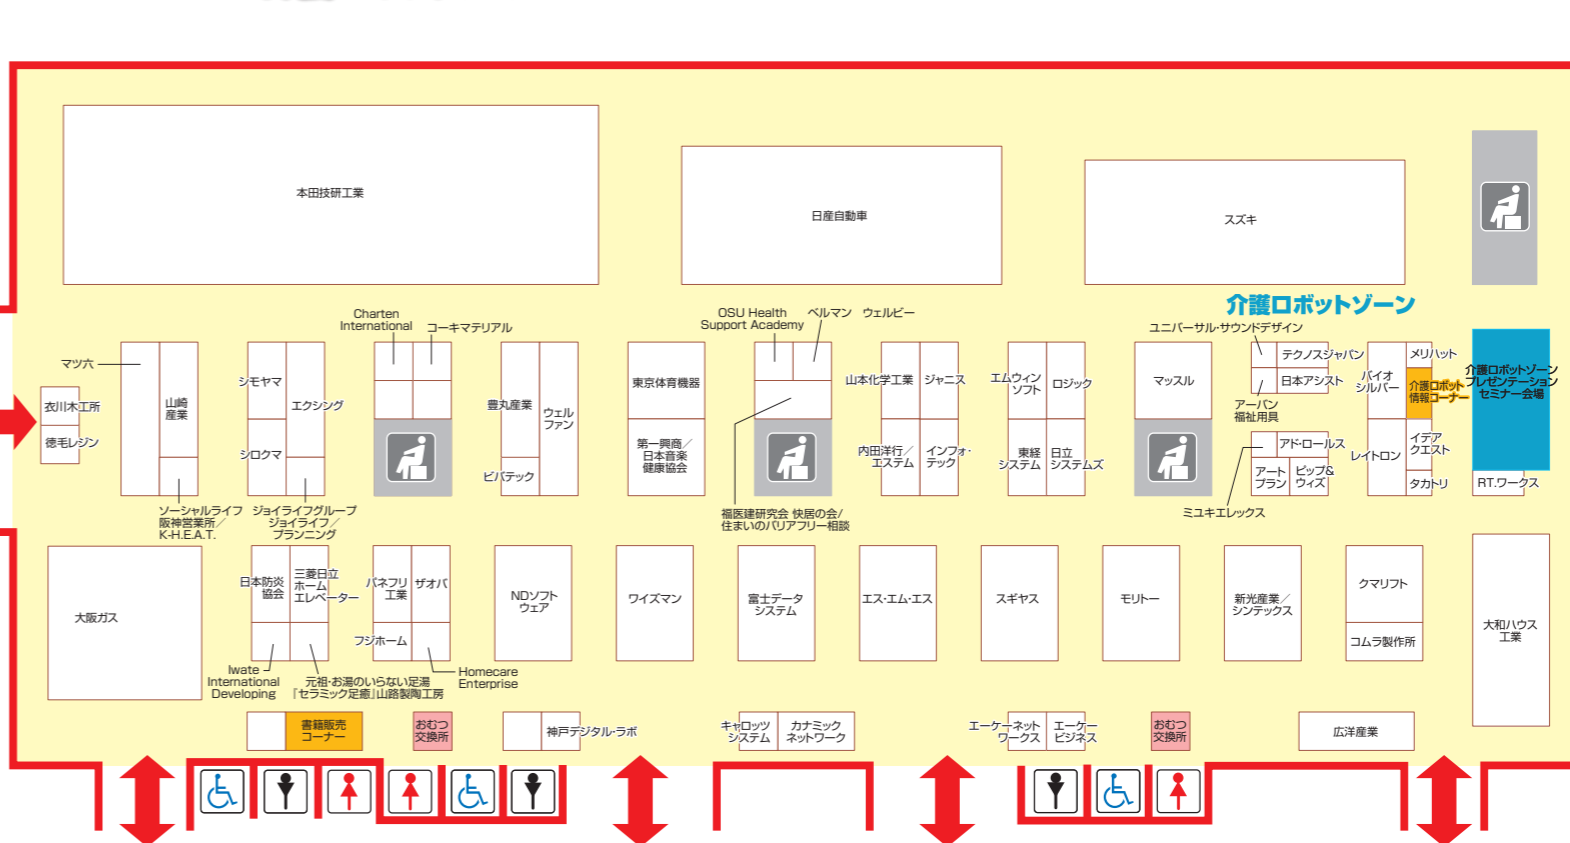 本田技研工業
日産自動車
スズキ
介護ロボットゾーン
Charten
International
コーキマテリアル
OSU Health
Support Academy
ベルマン
ウェルビー
ユニバーサル・サウンドデザイン
マツ六
衣川木工所
徳毛レジン
山崎
産業
シモヤマ
エクシング
シロクマ
豊丸産業
ウェル
ファン
ビバテック
東京体育機器
第一興商/
日本音楽
健康協会
山本化学工業
ジャニス
内田洋行/
エステム
インフォ・
テック
エムウィン
ソフト
ロジック
東経
システム
日立
システムズ
マッスル
テクノスジャパン
日本アシスト
アーバン
福祉用具
アド・ロールス
アート
プラン
ピップ&
ウィズ
ミユキエレックス
バイオ
シルバー
メリハット
介護ロボット
情報コーナー
レイトロン
イデア
クエスト
タカトリ
介護ロボットゾーン
プレゼンテーション
セミナー会場
RT.ワークス
ソーシャルライフ
阪神営業所/
K-H.E.A.T.
ジョイライフグループ
ジョイライフ/
プランニング
福医建研究会 快居の会/
住まいのバリアフリー相談
大阪ガス
日本防炎
協会
三菱日立
ホーム
エレベーター
パネフリ
工業
ザオバ
フジホーム
Iwate
International
Developing
元祖・お湯のいらない足湯
「セラミック足癒」山路製陶工房
Homecare
Enterprise
NDソフト
ウェア
ワイズマン
富士データ
システム
エス・エム・エス
スギヤス
モリトー
新光産業/
シンテックス
クマリフト
コムラ製作所
大和ハウス
工業
書籍販売
コーナー
おむつ
交換所
神戸デジタル・ラボ
キャロッツ
システム
カナミック
ネットワーク
エーケーネット
ワークス
エーケー
ビジネス
おむつ
交換所
広洋産業